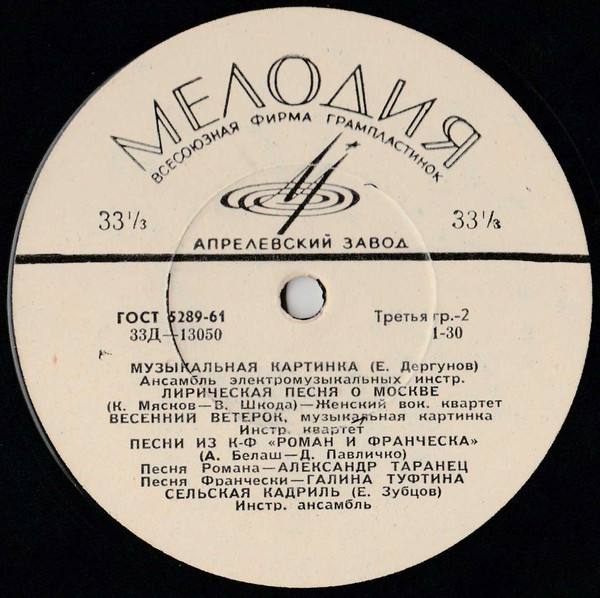 МЕЛОДИЯ
ВСЕСОЮЗНАЯ ФИРМА ГРАМПЛАСТИНОК
33⅓ 33⅓
АПРЕЛЕВСКИЙ ЗАВОД
ГОСТ 5289-61 Третья гр.-2
33Д—13050 1-30
МУЗЫКАЛЬНАЯ КАРТИНКА (Е. Дергунов)
Ансамбль электромузыкальных инстр.
ЛИРИЧЕСКАЯ ПЕСНЯ О МОСКВЕ
(К. Мясков—В. Шкода)—Женский вок. квартет
ВЕСЕННИЙ ВЕТЕРОК, музыкальная картинка
Инстр. квартет
ПЕСНИ ИЗ К-Ф «РОМАН И ФРАНЧЕСКА»
(А. Белаш—Д. Павличко)
Песня Романа—АЛЕКСАНДР ТАРАНЕЦ
Песня Франчески—ГАЛИНА ТУФТИНА
СЕЛЬСКАЯ КАДРИЛЬ (Е. Зубцов)
Инстр. ансамбль